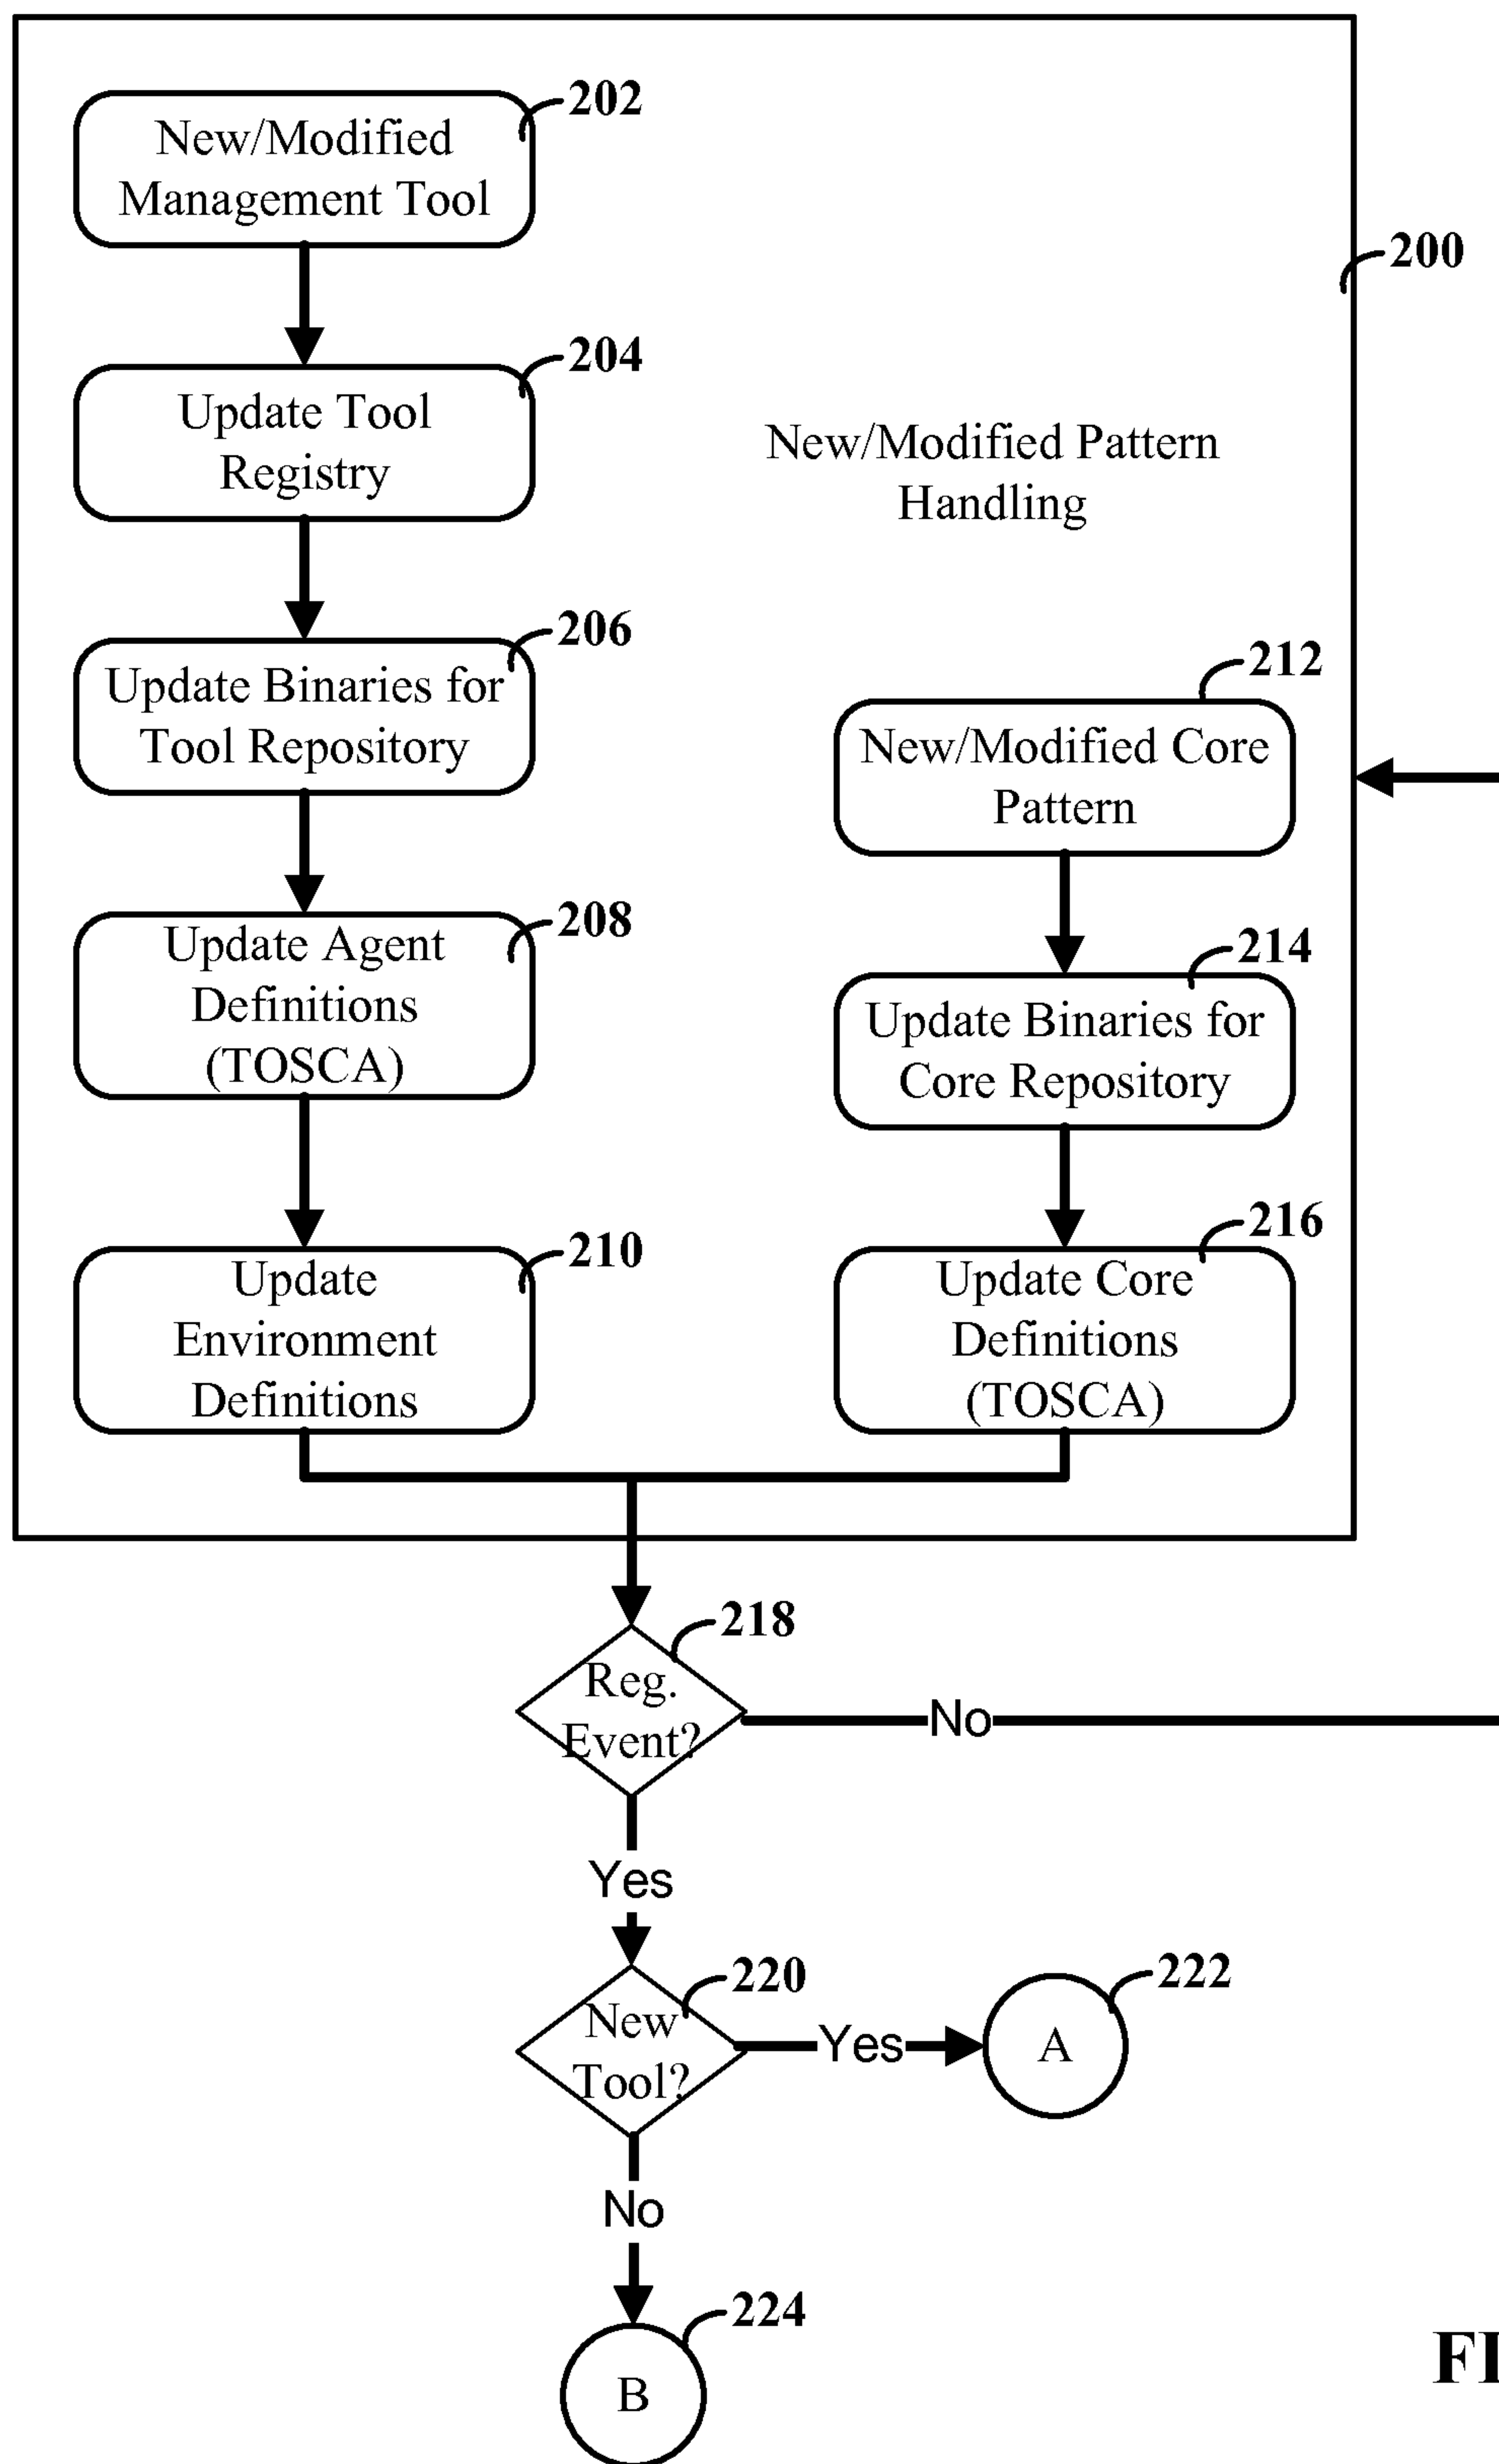 202
New/Modified
Management Tool
200
204
Update Tool
Registry
New/Modified Pattern
Handling
206
Update Binaries for
Tool Repository
212
New/Modified Core
Pattern
208
Update Agent
Definitions
(TOSCA)
214
Update Binaries for
Core Repository
210
Update
Environment
Definitions
216
Update Core
Definitions
(TOSCA)
218
Reg.
Event?
No
Yes
220
New
Tool?
Yes
222
A
No
224
B
FI